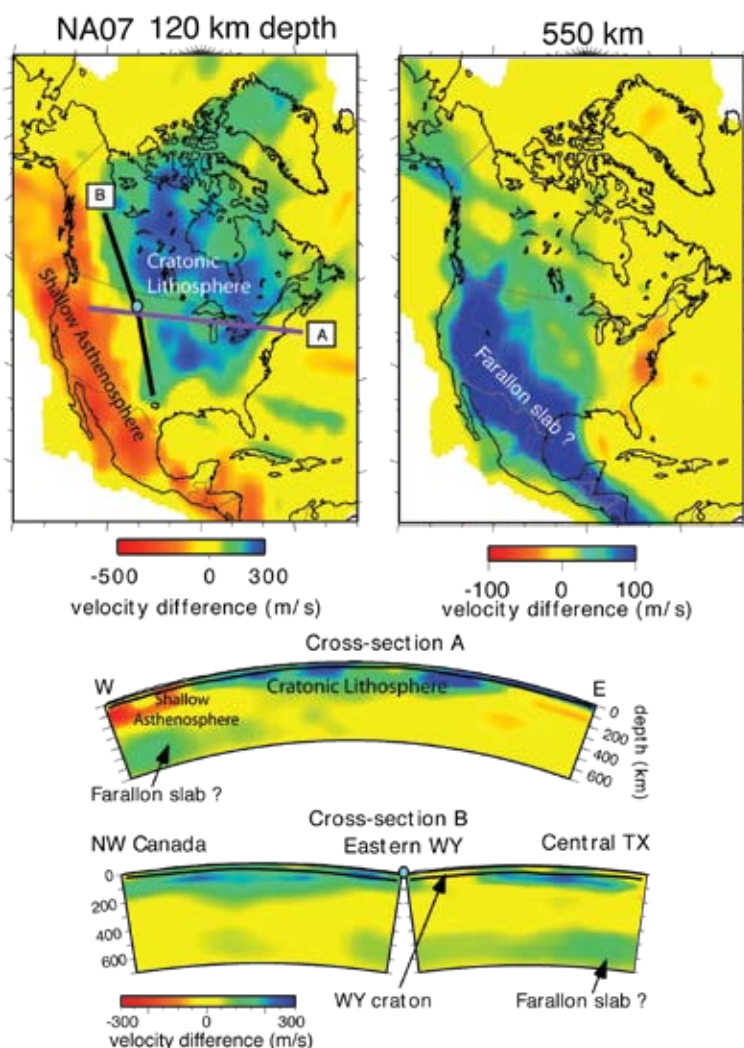 NA07 120 km depth
550 km
B
Cratonic
Lithosphere
A
Shallow Asthenosphere
Farallon slab ?
-500 0 300
velocity difference (m/s)
-100 0 100
velocity difference (m/s)
Cross-section A
W
Cratonic Lithosphere
E
Shallow
Asthenosphere
0
200
400
600
depth (km)
Farallon slab ?
Cross-section B
NW Canada
Eastern WY
Central TX
0
200
400
600
WY craton
Farallon slab ?
-300 0 300
velocity difference (m/s)